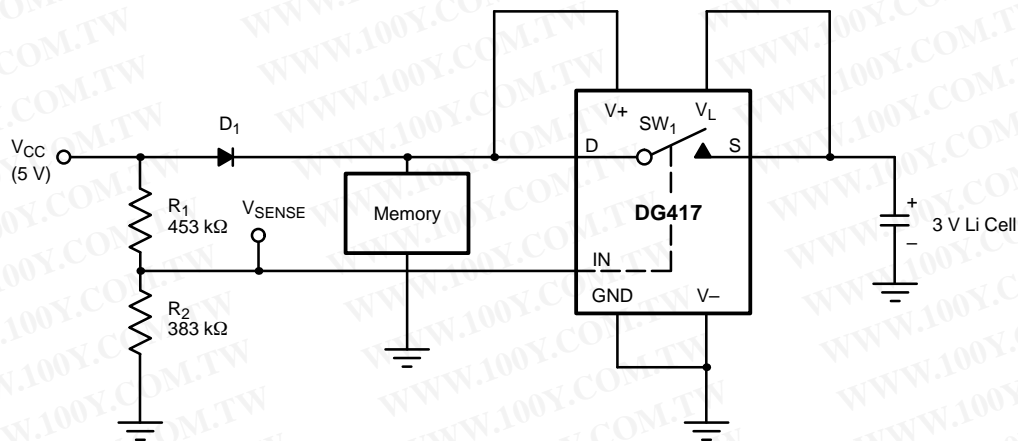 V+
VL
D1
SW1
VCC
(5 V)
D
S
R1
453 kΩ
VSENSE
Memory
DG417
+
3 V Li Cell
–
IN
GND
V–
R2
383 kΩ
WWW.100Y.COM.TW